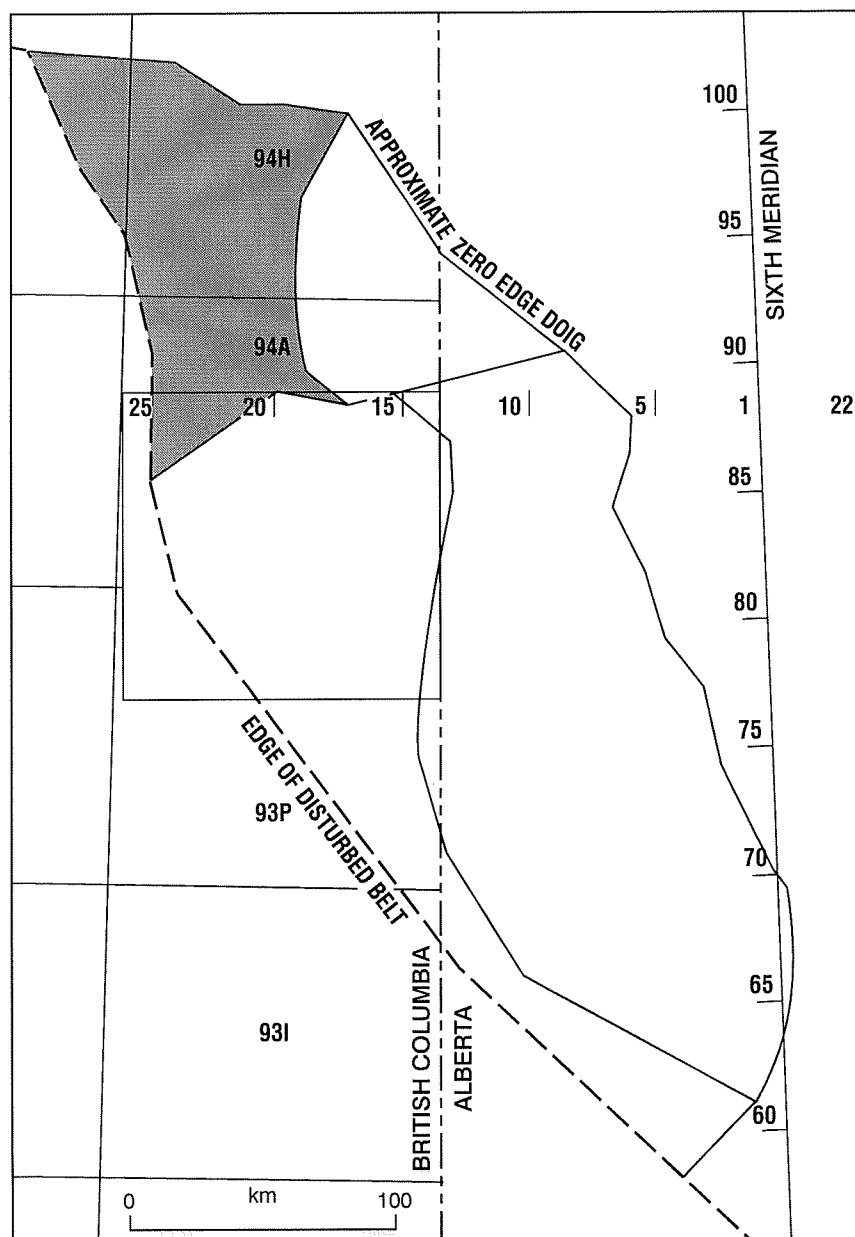 100
94H
APPROXIMATE ZERO EDGE DOIG
SIXTH MERIDIAN
95
94A
90
25
20
15
10
5
1
22
85
80
75
EDGE OF DISTURBED BELT
93P
70
BRITISH COLUMBIA
ALBERTA
65
93I
60
0
km
100